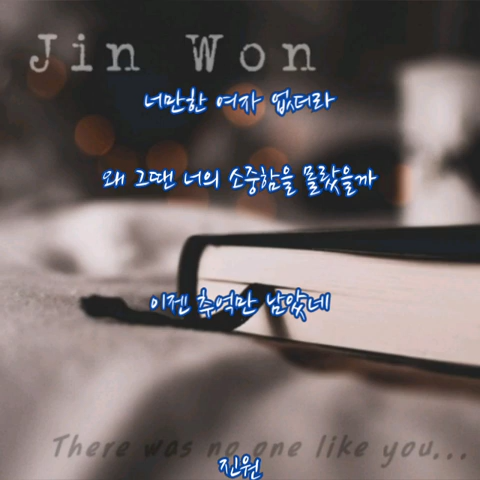 Jin Won
너만한 여자 없더라
왜 그땐 너의 소중함을 몰랐을까
이젠 추억만 남았네
There was no one like you...
진원